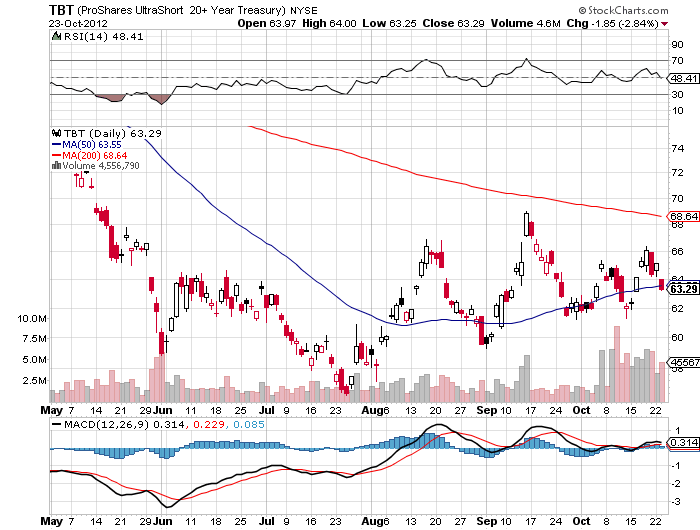 TBT (ProShares UltraShort 20+ Year Treasury) NYSE © StockCharts.com
23-Oct-2012 Open 63.97 High 64.00 Low 63.25 Close 63.29 Volume 4.6M Chg -1.85 (-2.84%)
RSI(14) 48.41
90
70
48.41
30
10
TBT (Daily) 63.29
MA(50) 63.55
MA(200) 68.64
Volume 4,556,790
74
72
70
68.64
66
64
63.29
62
60
58
10.0M
7.5M
5.0M
2.5M
45567
May 7 14 21 29 Jun 11 18 25 Jul 9 16 23 Aug 6 13 20 27 Sep 10 17 24 Oct 8 15 22
MACD(12,26,9) 0.314, 0.229, 0.085
1
0.314
-1
-2
-3
May 7 14 21 29 Jun 11 18 25 Jul 9 16 23 Aug 6 13 20 27 Sep 10 17 24 Oct 8 15 22